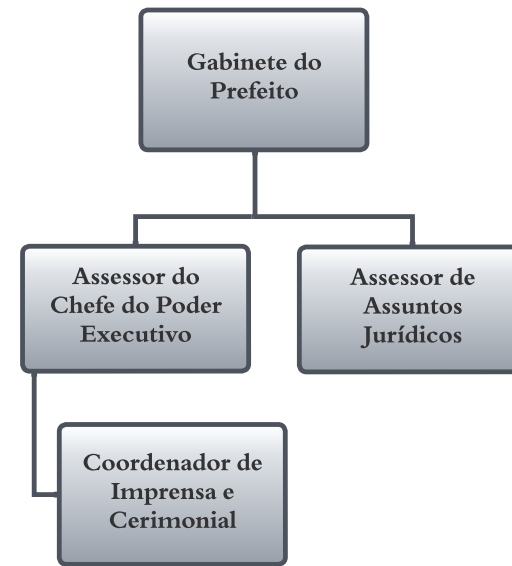 Gabinete do
Prefeito
Assessor do
Chefe do Poder
Executivo
Assessor de
Assuntos
Jurídicos
Coordenador de
Imprensa e
Cerimonial